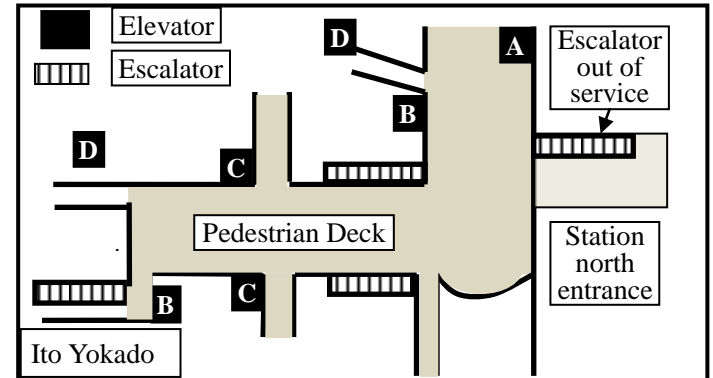 Elevator
Escalator
D
A
Escalator
out of
service
B
D
C
Pedestrian Deck
Station
north
entrance
C
B
Ito Yokado